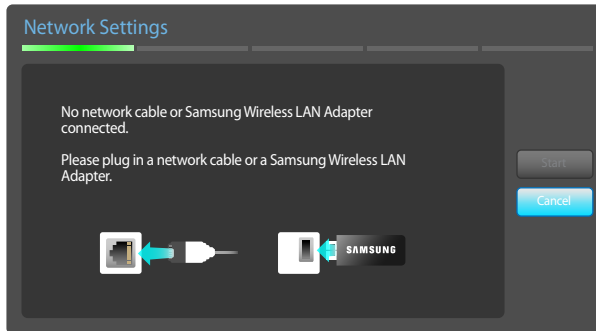 Network Settings
No network cable or Samsung Wireless LAN Adapter
connected.
Please plug in a network cable or a Samsung Wireless LAN
Adapter.
Start
Cancel
SAMSUNG